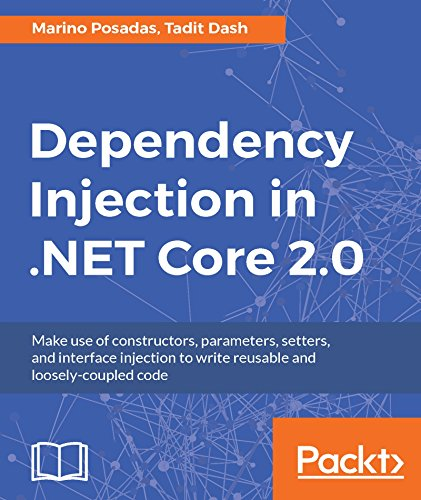 Marino Posadas, Tadit Dash
Dependency
Injection in
.NET Core 2.0
Make use of constructors, parameters, setters,
and interface injection to write reusable and
loosely-coupled code
Packt>